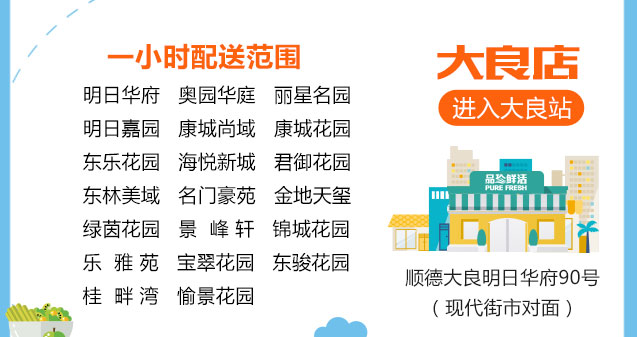 一小时配送范围
明日华府 奥园华庭 丽星名园
明日嘉园 康城尚域 康城花园
东乐花园 海悦新城 君御花园
东林美域 名门豪苑 金地天玺
绿茵花园 景峰轩 锦城花园
乐雅苑 宝翠花园 东骏花园
桂畔湾 愉景花园
大良店
进入大良站
品珍鲜活
PURE FRESH
顺德大良明日华府90号
（现代街市对面）